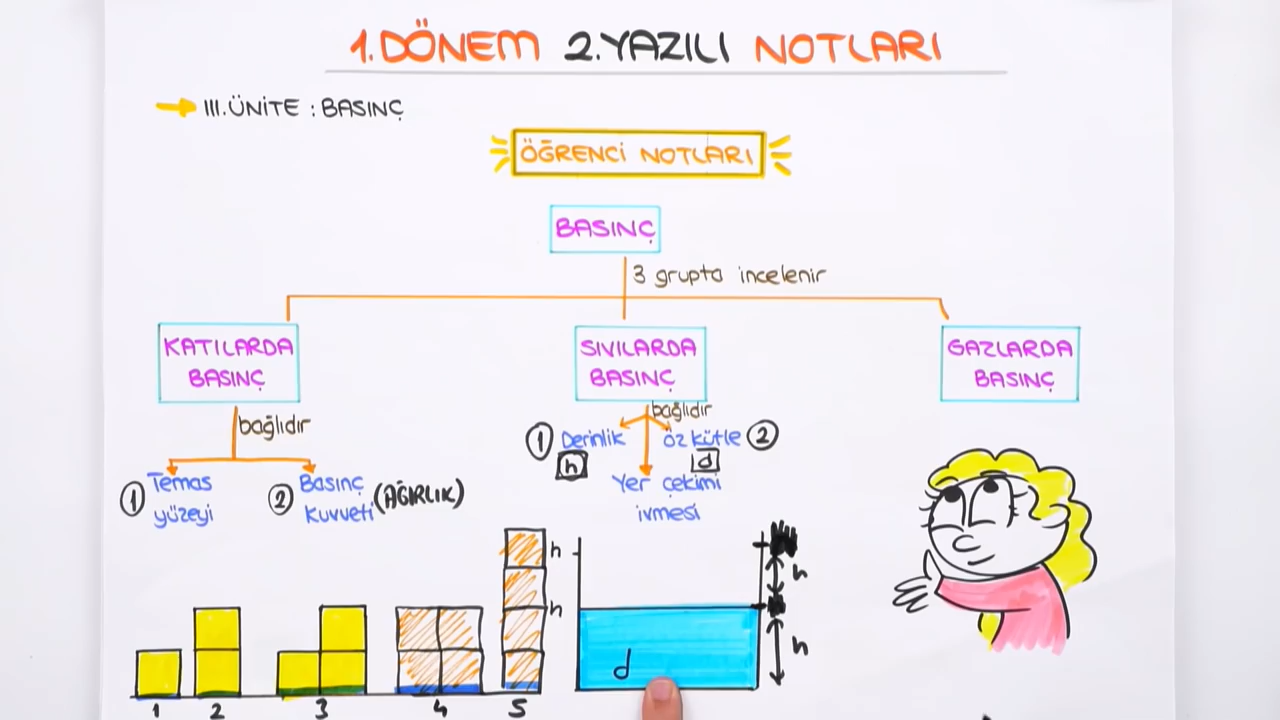 1.DÖNEM 2.YAZILI NOTLARI
III.ÜNİTE : BASINÇ
ÖĞRENCİ NOTLARI
BASINÇ
3 grupta incelenir
KATILARDA
BASINÇ
bağlıdır
1 Temas
yüzeyi
2 Basınç
kuvveti (AĞIRLIK)
SIVILARDA
BASINÇ
bağlıdır
1 Derinlik
h
öz kütle 2
d
Yer çekimi
ivmesi
GAZLARDA
BASINÇ
h
h
h
h
d
1 2 3 4 5